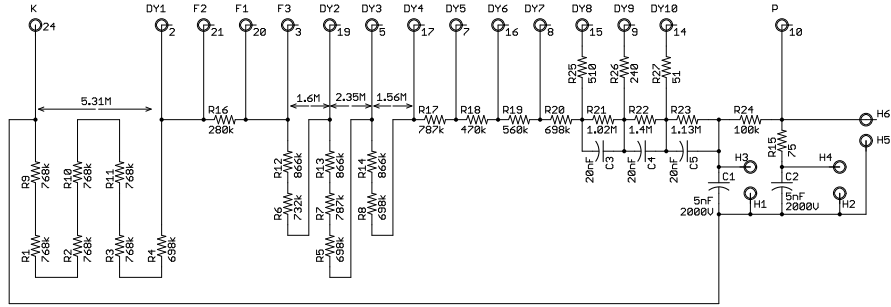 K DY1 F2 F1 F3 DY2 DY3 DY4 DY5 DY6 DY7 DY8 DY9 DY10 P
24 2 21 20 3 19 5 17 7 16 8 15 9 14 10
R25 510 R26 240 R27 51
5.31M 1.6M 2.35M 1.56M
R16 R17 R18 R19 R20 R21 R22 R23 R24 H6
280k 787k 470k 560k 698k 1.02M 1.4M 1.13M 100k
H5
R15 75
20nF C3 20nF C4 20nF C5
R9 768k R10 768k R11 768k R12 866k R13 866k R14 866k
H3 H4
C1 C2
R6 732k R7 787k R8 698k
5nF 2000V H1 5nF 2000V H2
R1 768k R2 768k R3 768k R4 698k R5 698k